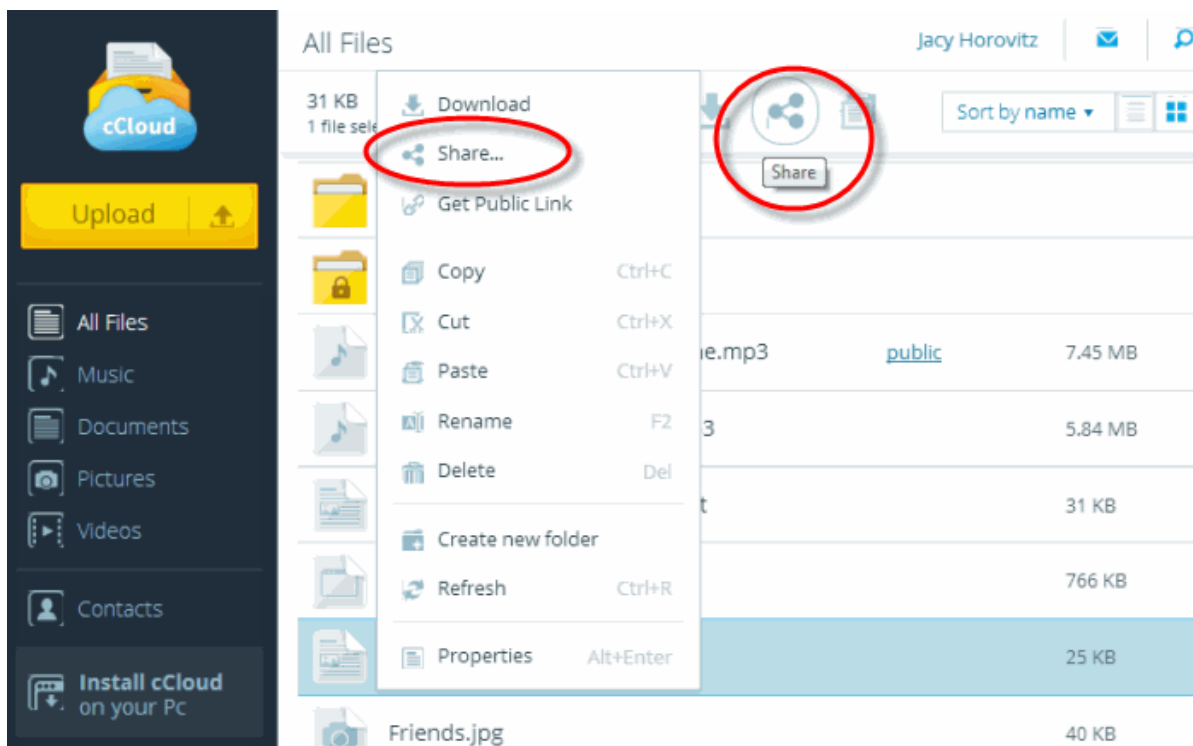 cCloud
Upload
All Files
Music
Documents
Pictures
Videos
Contacts
Install cCloud
on your Pc
All Files
Jacy Horovitz
31 KB
1 file sele
Sort by name
Share
Download
Share...
Get Public Link
Copy Ctrl+C
Cut Ctrl+X
Paste Ctrl+V
Rename F2
Delete Del
Create new folder
Refresh Ctrl+R
Properties Alt+Enter
e.mp3 public 7.45 MB
3 5.84 MB
t 31 KB
766 KB
25 KB
Friends.jpg 40 KB